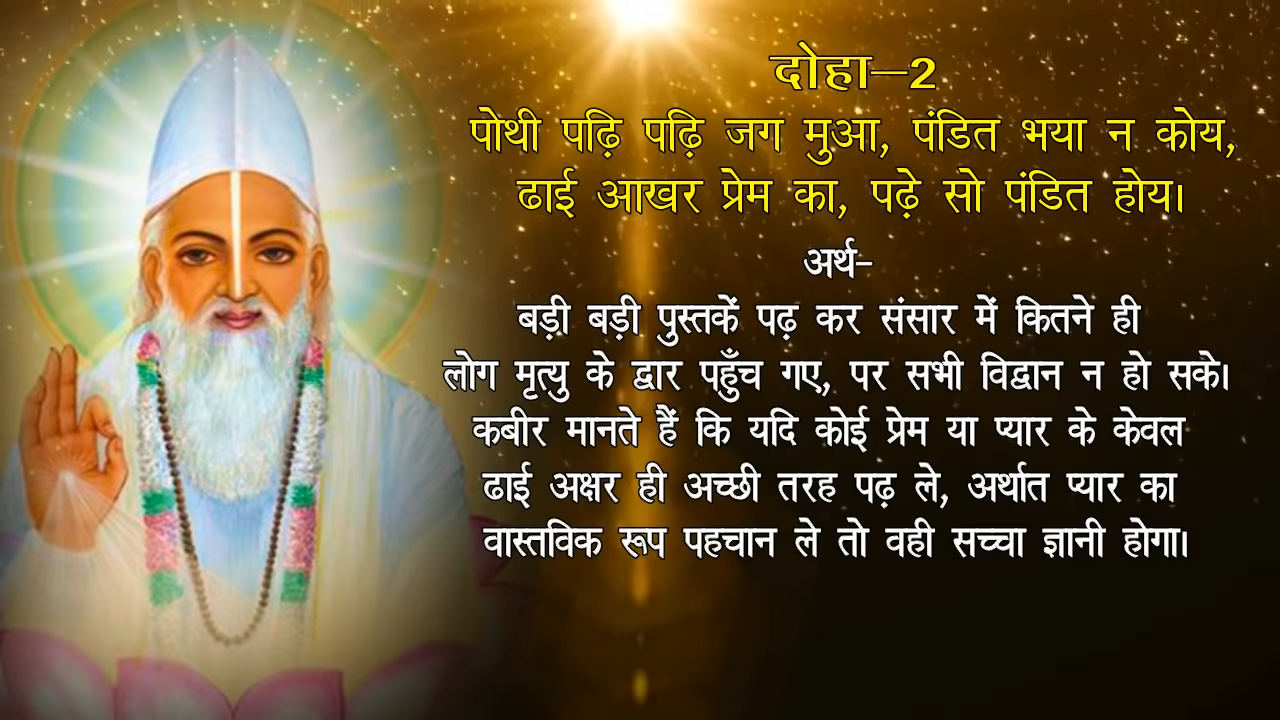 दोहा–2
पोथी पढ़ि पढ़ि जग मुआ, पंडित भया न कोय,
ढाई आखर प्रेम का, पढ़े सो पंडित होय।
अर्थ-
बड़ी बड़ी पुस्तकें पढ़ कर संसार में कितने ही
लोग मृत्यु के द्वार पहुँच गए, पर सभी विद्वान न हो सके।
कबीर मानते हैं कि यदि कोई प्रेम या प्यार के केवल
ढाई अक्षर ही अच्छी तरह पढ़ ले, अर्थात प्यार का
वास्तविक रूप पहचान ले तो वही सच्चा ज्ञानी होगा।